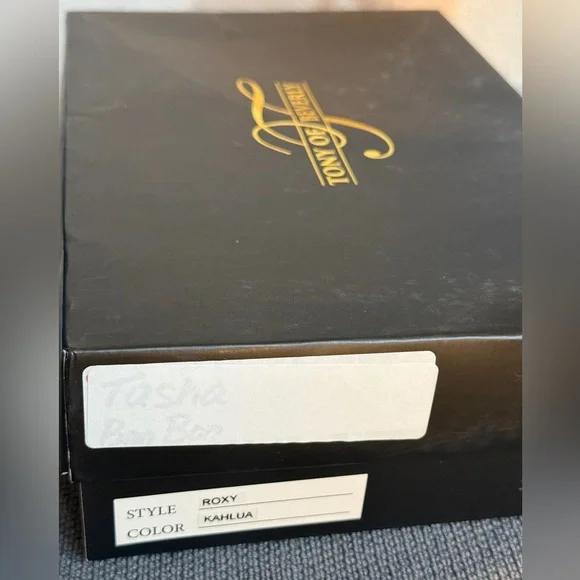 TONY OF BEVERLY
Tasha
STYLE ROXY
COLOR KAHLUA